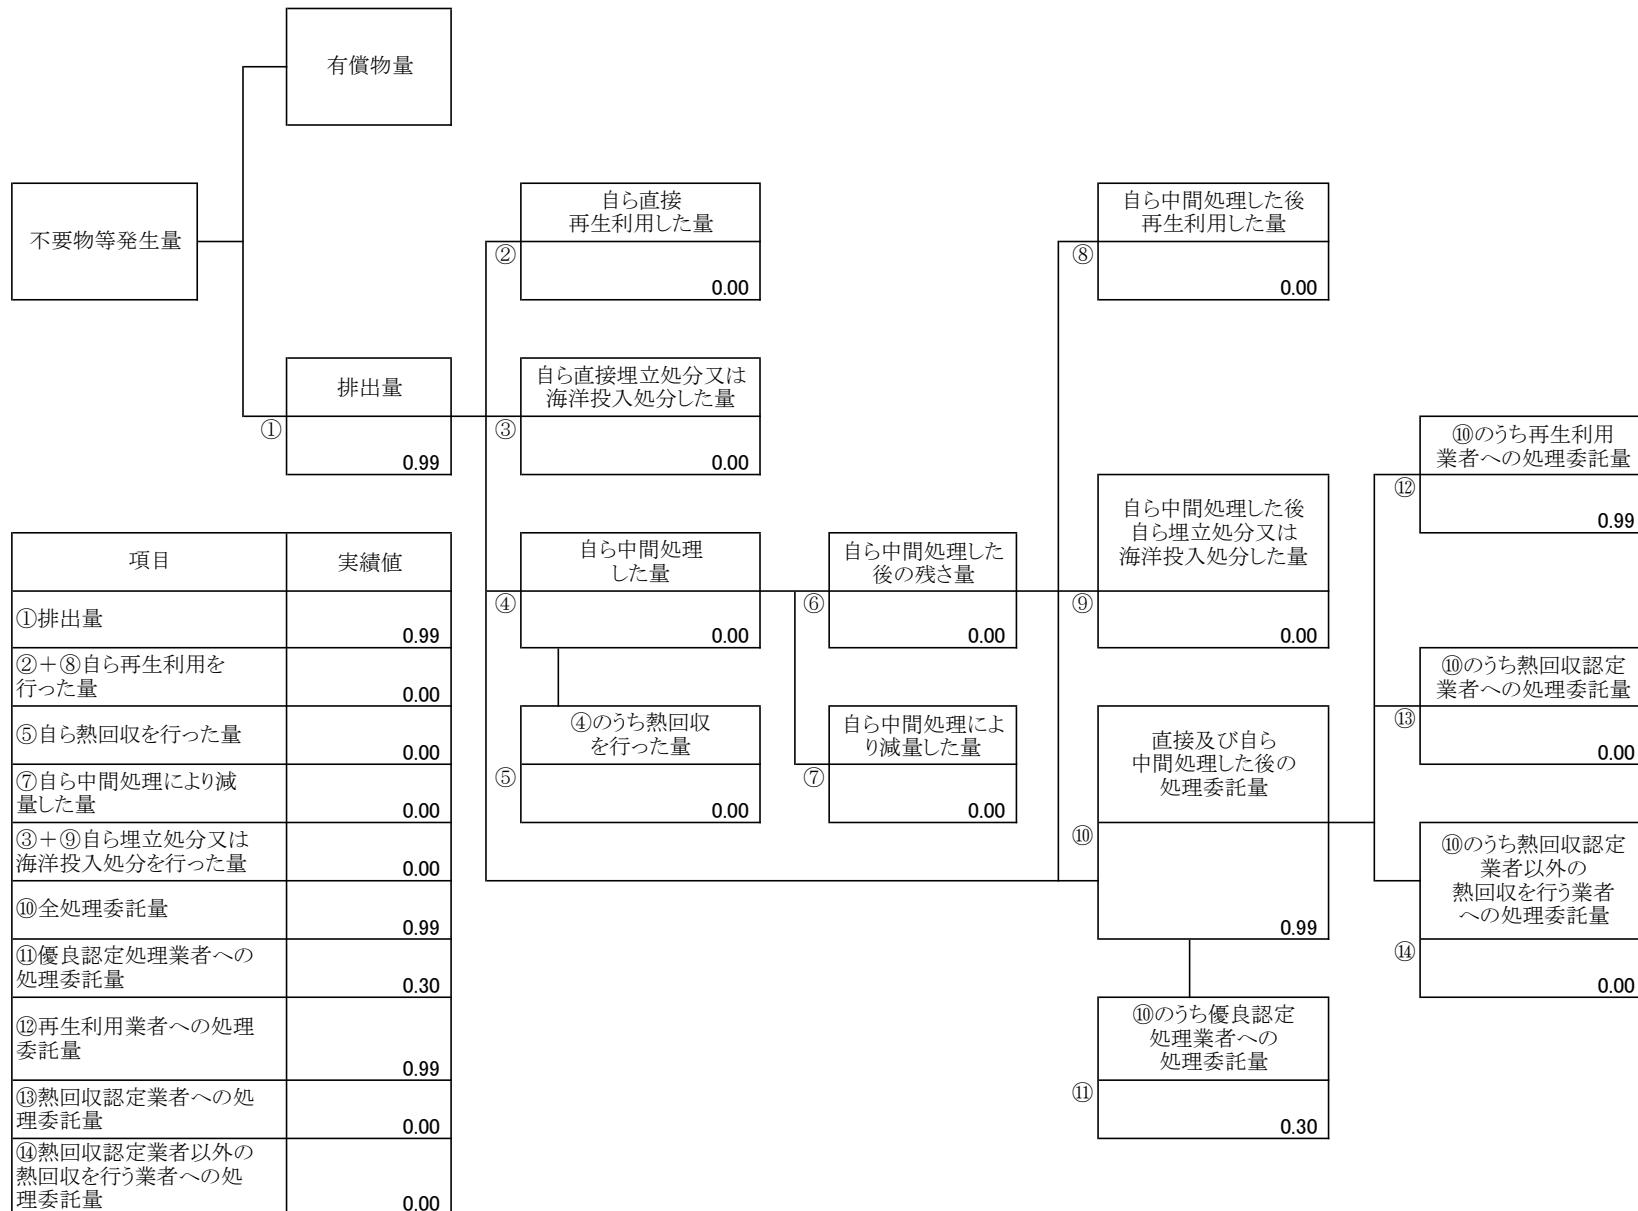 有償物量
不要物等発生量
自ら直接
再生利用した量
②
0.00
自ら中間処理した後
再生利用した量
⑧
0.00
排出量
①
0.99
自ら直接埋立処分又は
海洋投入処分した量
③
0.00
⑩のうち再生利用
業者への処理委託量
⑫
0.99
自ら中間処理した後
自ら埋立処分又は
海洋投入処分した量
⑨
0.00
自ら中間処理
した量
④
0.00
自ら中間処理した
後の残さ量
⑥
0.00
⑩のうち熱回収認定
業者への処理委託量
⑬
0.00
④のうち熱回収
を行った量
⑤
0.00
自ら中間処理によ
り減量した量
⑦
0.00
直接及び自ら
中間処理した後の
処理委託量
⑩
0.99
⑩のうち熱回収認定
業者以外の
熱回収を行う業者
への処理委託量
⑭
0.00
⑩のうち優良認定
処理業者への
処理委託量
⑪
0.30
項目 実績値
①排出量
0.99
②＋⑧自ら再生利用を
行った量
0.00
⑤自ら熱回収を行った量
0.00
⑦自ら中間処理により減
量した量
0.00
③＋⑨自ら埋立処分又は
海洋投入処分を行った量
0.00
⑩全処理委託量
0.99
⑪優良認定処理業者への
処理委託量
0.30
⑫再生利用業者への処理
委託量
0.99
⑬熱回収認定業者への処
理委託量
0.00
⑭熱回収認定業者以外の
熱回収を行う業者への処
理委託量
0.00